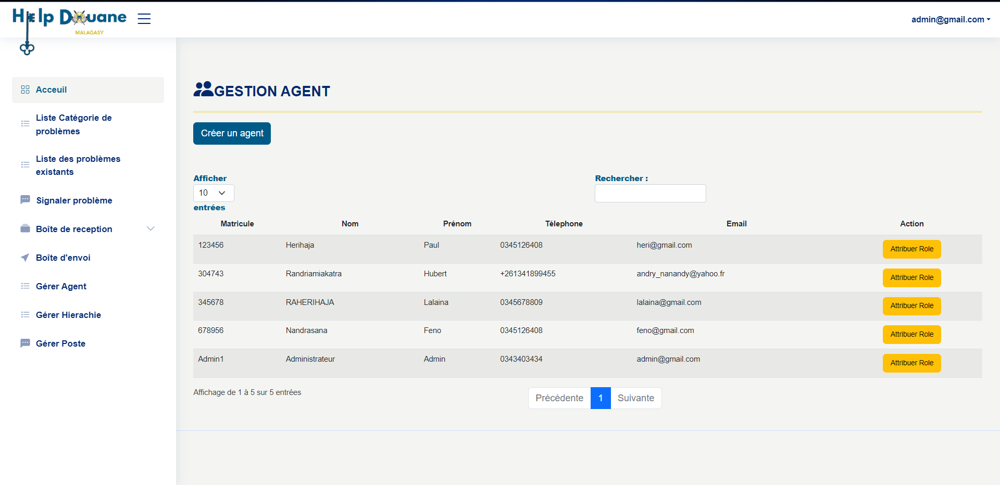 Help Douane
MALAGASY
admin@gmail.com
Acceuil
Liste Catégorie de
problèmes
Liste des problèmes
existants
Signaler problème
Boîte de reception
Boîte d'envoi
Gérer Agent
Gérer Hierachie
Gérer Poste
GESTION AGENT
Créer un agent
Afficher
10
entrées
Rechercher :
Matricule Nom Prénom Télephone Email Action
123456 Herihaja Paul 0345126408 heri@gmail.com Attribuer Role
304743 Randriamiakatra Hubert +261341899455 andry_nanandy@yahoo.fr Attribuer Role
345678 RAHERIHAJA Lalaina 0345678809 lalaina@gmail.com Attribuer Role
678956 Nandrasana Feno 0345126408 feno@gmail.com Attribuer Role
Admin1 Administrateur Admin 0343403434 admin@gmail.com Attribuer Role
Affichage de 1 à 5 sur 5 entrées
Précédente 1 Suivante